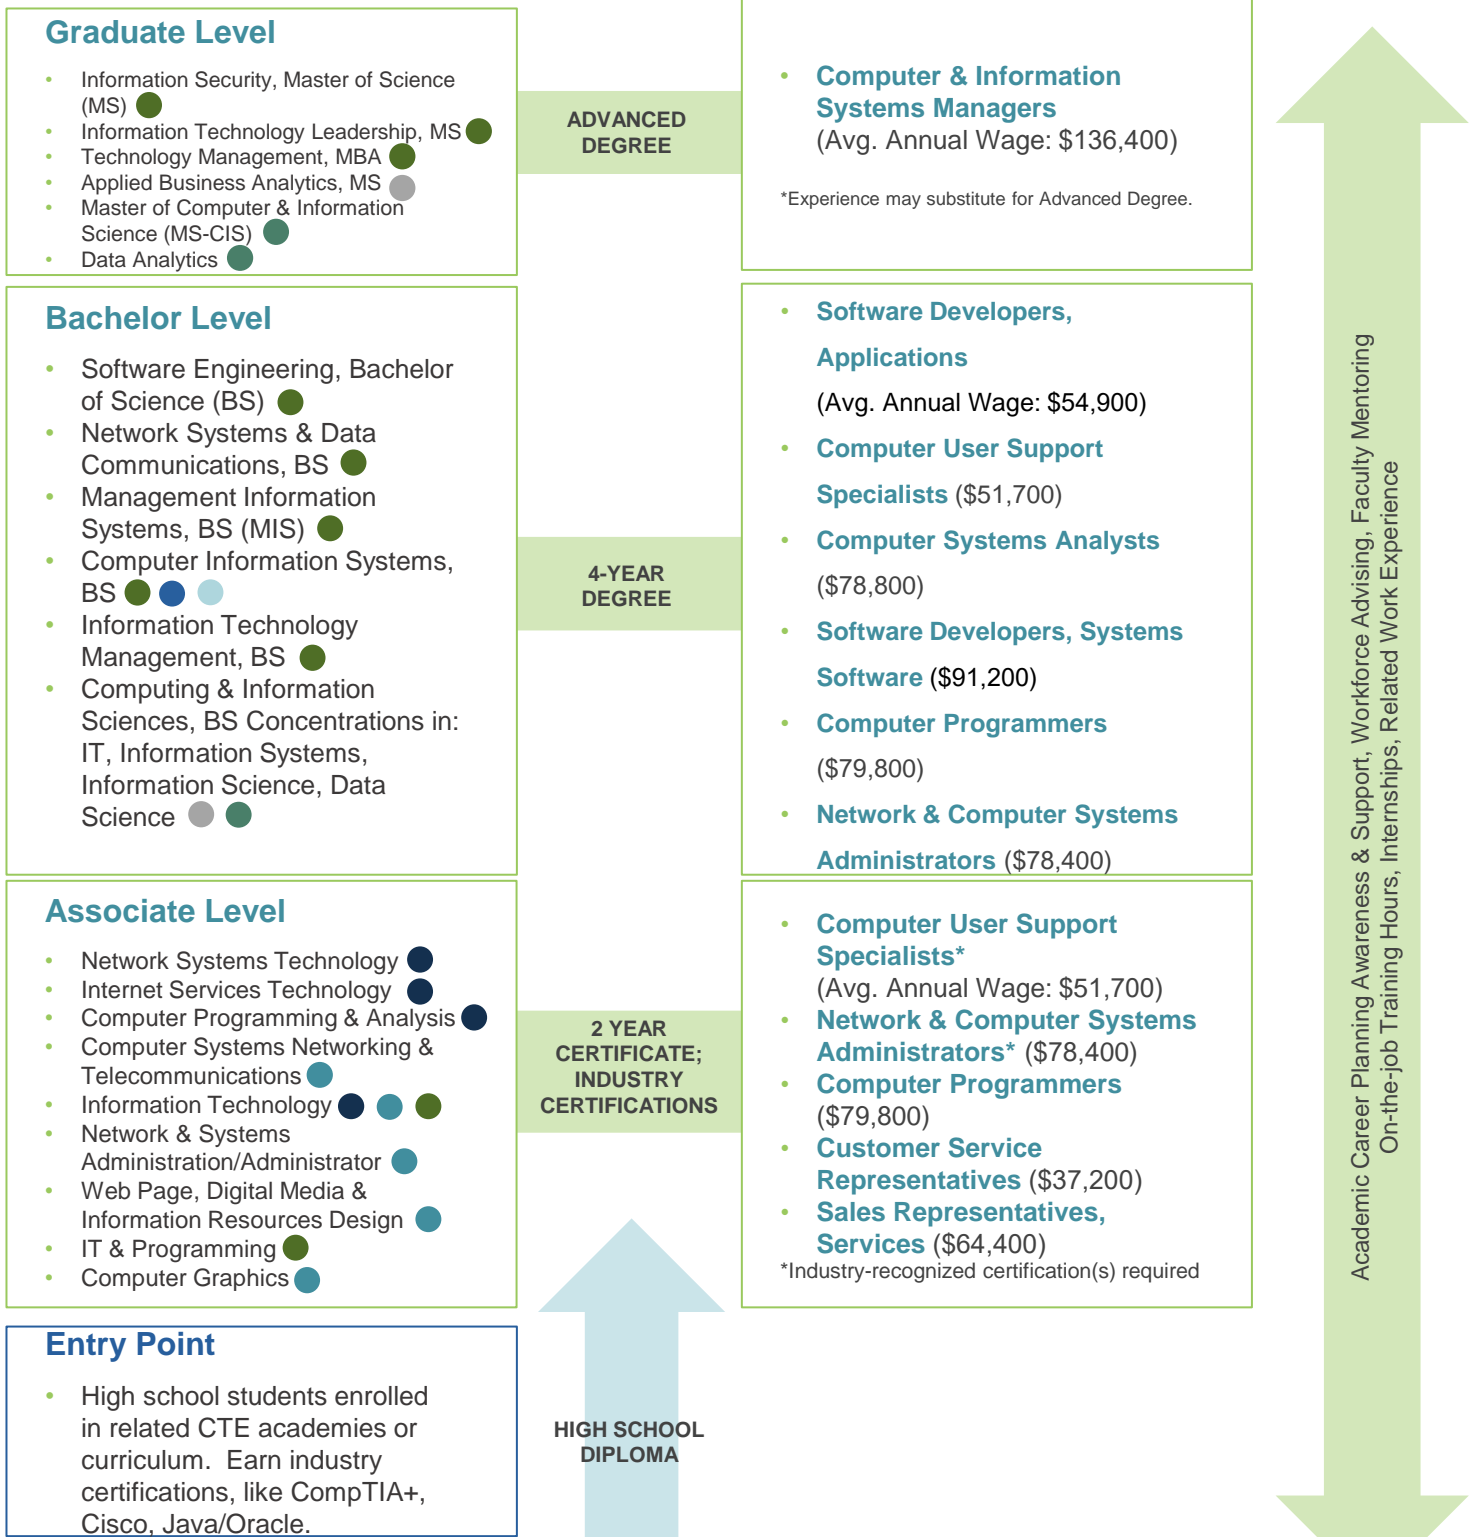 Graduate Level
• Information Security, Master of Science
(MS)
• Information Technology Leadership, MS
• Technology Management, MBA
• Applied Business Analytics, MS
• Master of Computer & Information
Science (MS-CIS)
• Data Analytics
ADVANCED
DEGREE
• Computer & Information
Systems Managers
(Avg. Annual Wage: $136,400)
*Experience may substitute for Advanced Degree.
Bachelor Level
• Software Engineering, Bachelor
of Science (BS)
• Network Systems & Data
Communications, BS
• Management Information
Systems, BS (MIS)
• Computer Information Systems,
BS
• Information Technology
Management, BS
• Computing & Information
Sciences, BS Concentrations in:
IT, Information Systems,
Information Science, Data
Science
4-YEAR
DEGREE
• Software Developers,
Applications
(Avg. Annual Wage: $54,900)
• Computer User Support
Specialists ($51,700)
• Computer Systems Analysts
($78,800)
• Software Developers, Systems
Software ($91,200)
• Computer Programmers
($79,800)
• Network & Computer Systems
Administrators ($78,400)
Associate Level
• Network Systems Technology
• Internet Services Technology
• Computer Programming & Analysis
• Computer Systems Networking &
Telecommunications
• Information Technology
• Network & Systems
Administration/Administrator
• Web Page, Digital Media &
Information Resources Design
• IT & Programming
• Computer Graphics
2 YEAR
CERTIFICATE;
INDUSTRY
CERTIFICATIONS
• Computer User Support
Specialists*
(Avg. Annual Wage: $51,700)
• Network & Computer Systems
Administrators* ($78,400)
• Computer Programmers
($79,800)
• Customer Service
Representatives ($37,200)
• Sales Representatives,
Services ($64,400)
*Industry-recognized certification(s) required
Entry Point
• High school students enrolled
in related CTE academies or
curriculum.  Earn industry
certifications, like CompTIA+,
Cisco, Java/Oracle.
HIGH SCHOOL
DIPLOMA
Academic Career Planning Awareness & Support, Workforce Advising, Faculty Mentoring
On-the-job Training Hours, Internships, Related Work Experience